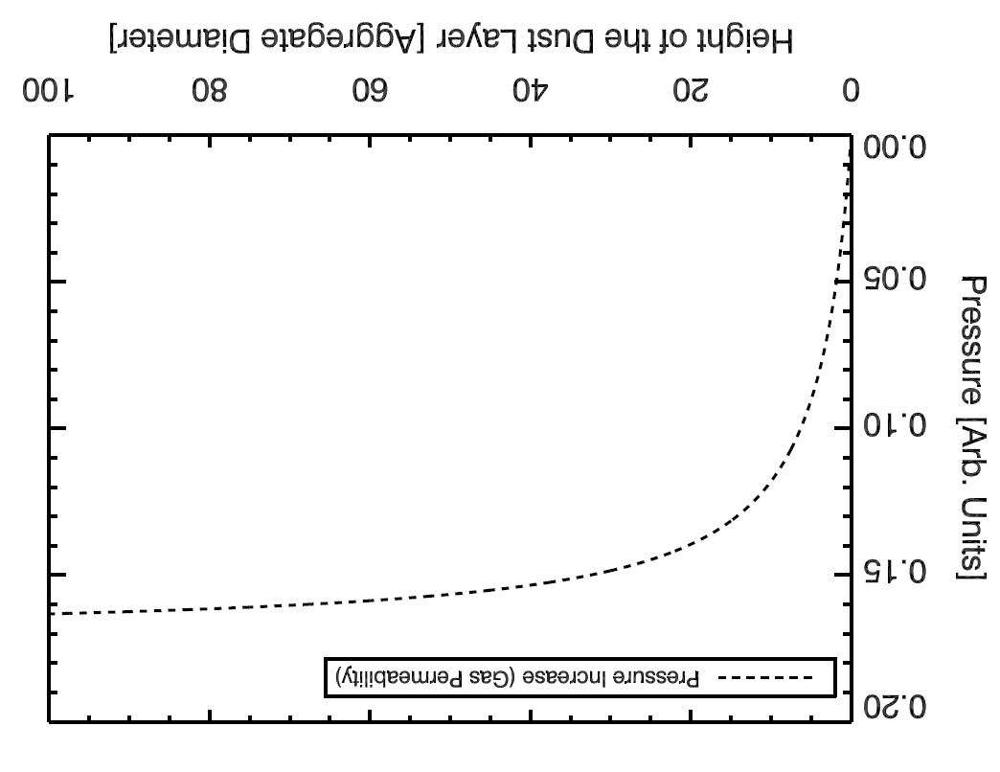 0.20
Pressure Increase (Gas Permeability)
0.15
0.10
0.05
0.00
Pressure [Arb. Units]
0 20 40 60 80 100
Height of the Dust Layer [Aggregate Diameter]